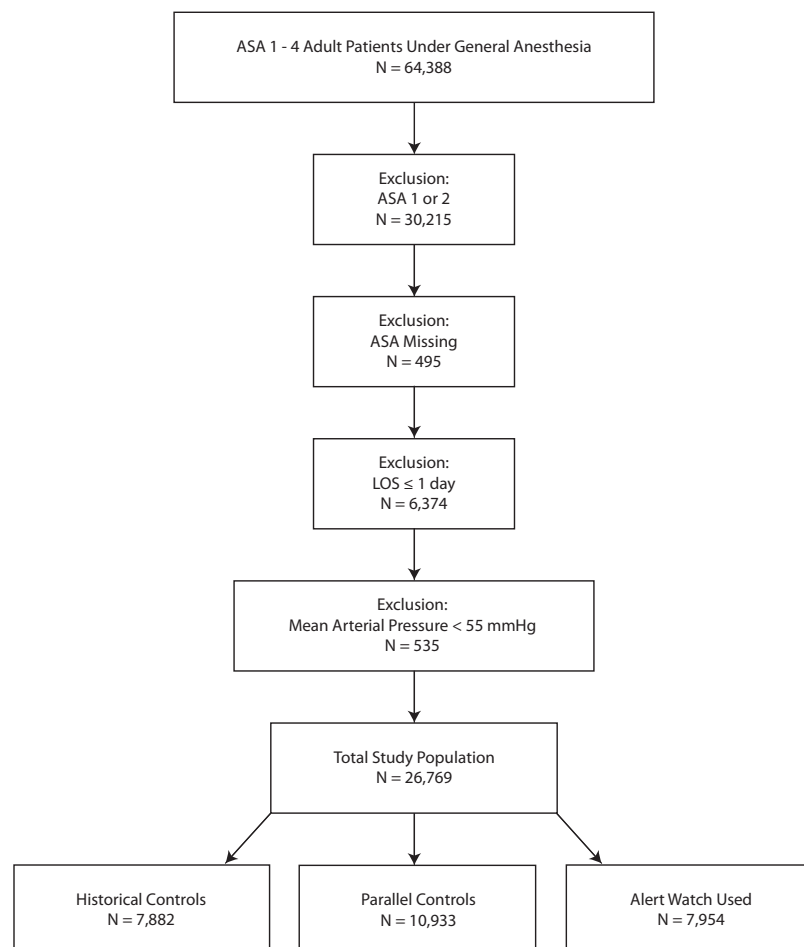 ASA 1 - 4 Adult Patients Under General Anesthesia
N = 64,388
Exclusion:
ASA 1 or 2
N = 30,215
Exclusion:
ASA Missing
N = 495
Exclusion:
LOS ≤ 1 day
N = 6,374
Exclusion:
Mean Arterial Pressure < 55 mmHg
N = 535
Total Study Population
N = 26,769
Historical Controls
N = 7,882
Parallel Controls
N = 10,933
Alert Watch Used
N = 7,954